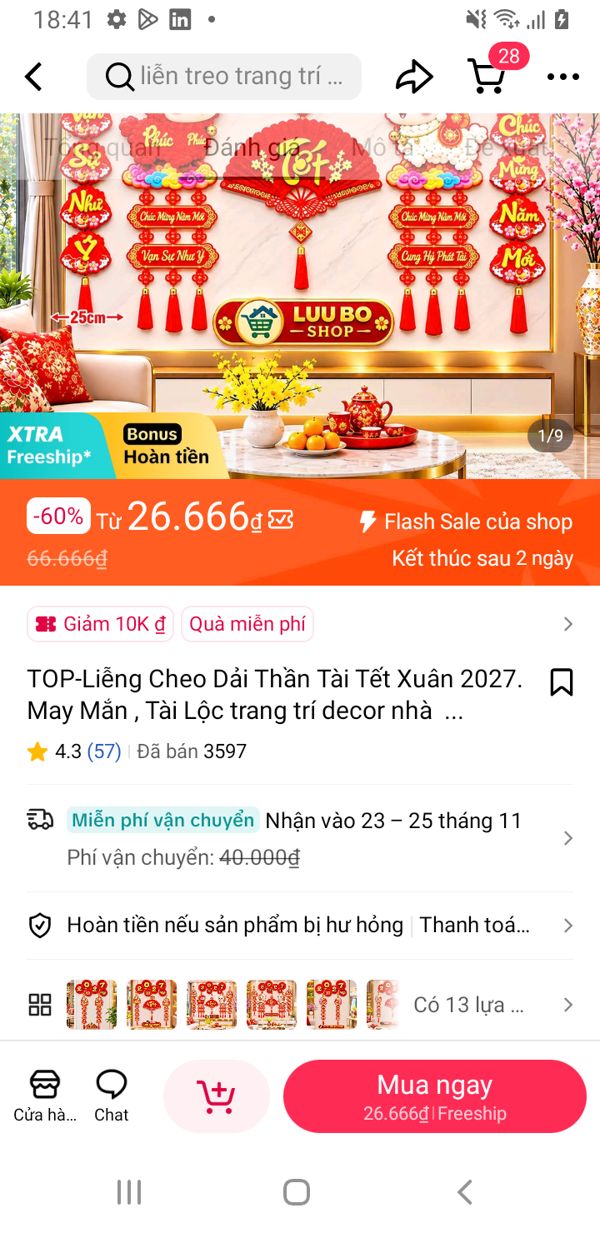 18:41
28
liễn treo trang trí ...
Tổng quan Đánh giá Mô tả Đề xuất
Sự
Như
Ý
Phúc
Tết
Chúc
Mừng
Năm
Mới
Chúc Mừng Năm Mới
Vạn Sự Như Ý
Chúc Mừng Năm Mới
Cung Hỷ Phát Tài
25cm
LUU BO
SHOP
XTRA
Freeship*
Bonus
Hoàn tiền
1/9
-60% Từ 26.666₫
Flash Sale của shop
66.666₫
Kết thúc sau 2 ngày
Giảm 10K ₫
Quà miễn phí
TOP-Liễng Cheo Dải Thần Tài Tết Xuân 2027.
May Mắn , Tài Lộc trang trí decor nhà ...
4.3 (57) Đã bán 3597
Miễn phí vận chuyển Nhận vào 23 – 25 tháng 11
Phí vận chuyển: 40.000₫
Hoàn tiền nếu sản phẩm bị hư hỏng Thanh toá...
Có 13 lựa ...
Cửa hà...
Chat
Mua ngay
26.666₫ Freeship